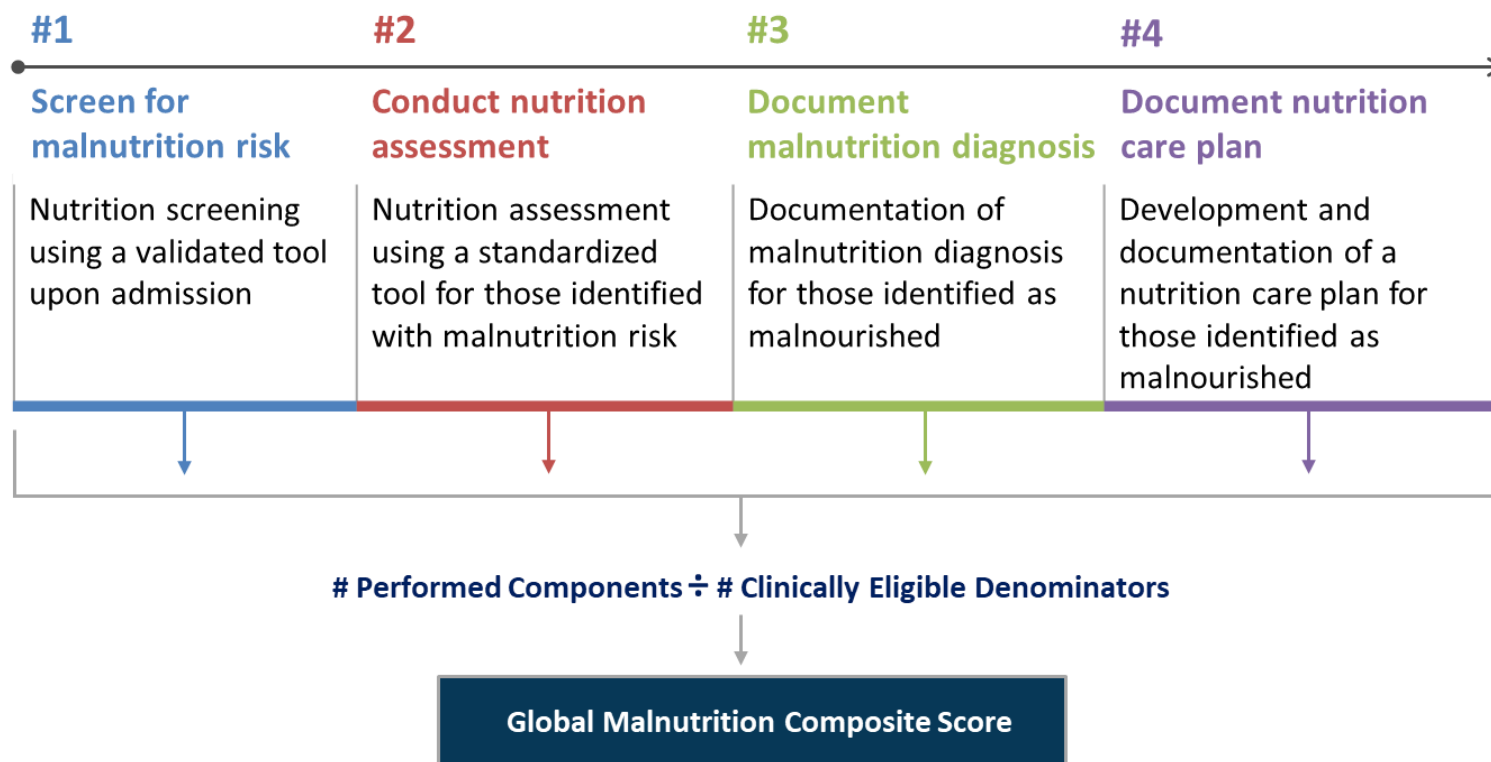 #1
Screen for
malnutrition risk
Nutrition screening
using a validated tool
upon admission
#2
Conduct nutrition
assessment
Nutrition assessment
using a standardized
tool for those identified
with malnutrition risk
#3
Document
malnutrition diagnosis
Documentation of
malnutrition diagnosis
for those identified as
malnourished
#4
Document nutrition
care plan
Development and
documentation of a
nutrition care plan for
those identified as
malnourished
# Performed Components ÷ # Clinically Eligible Denominators
Global Malnutrition Composite Score